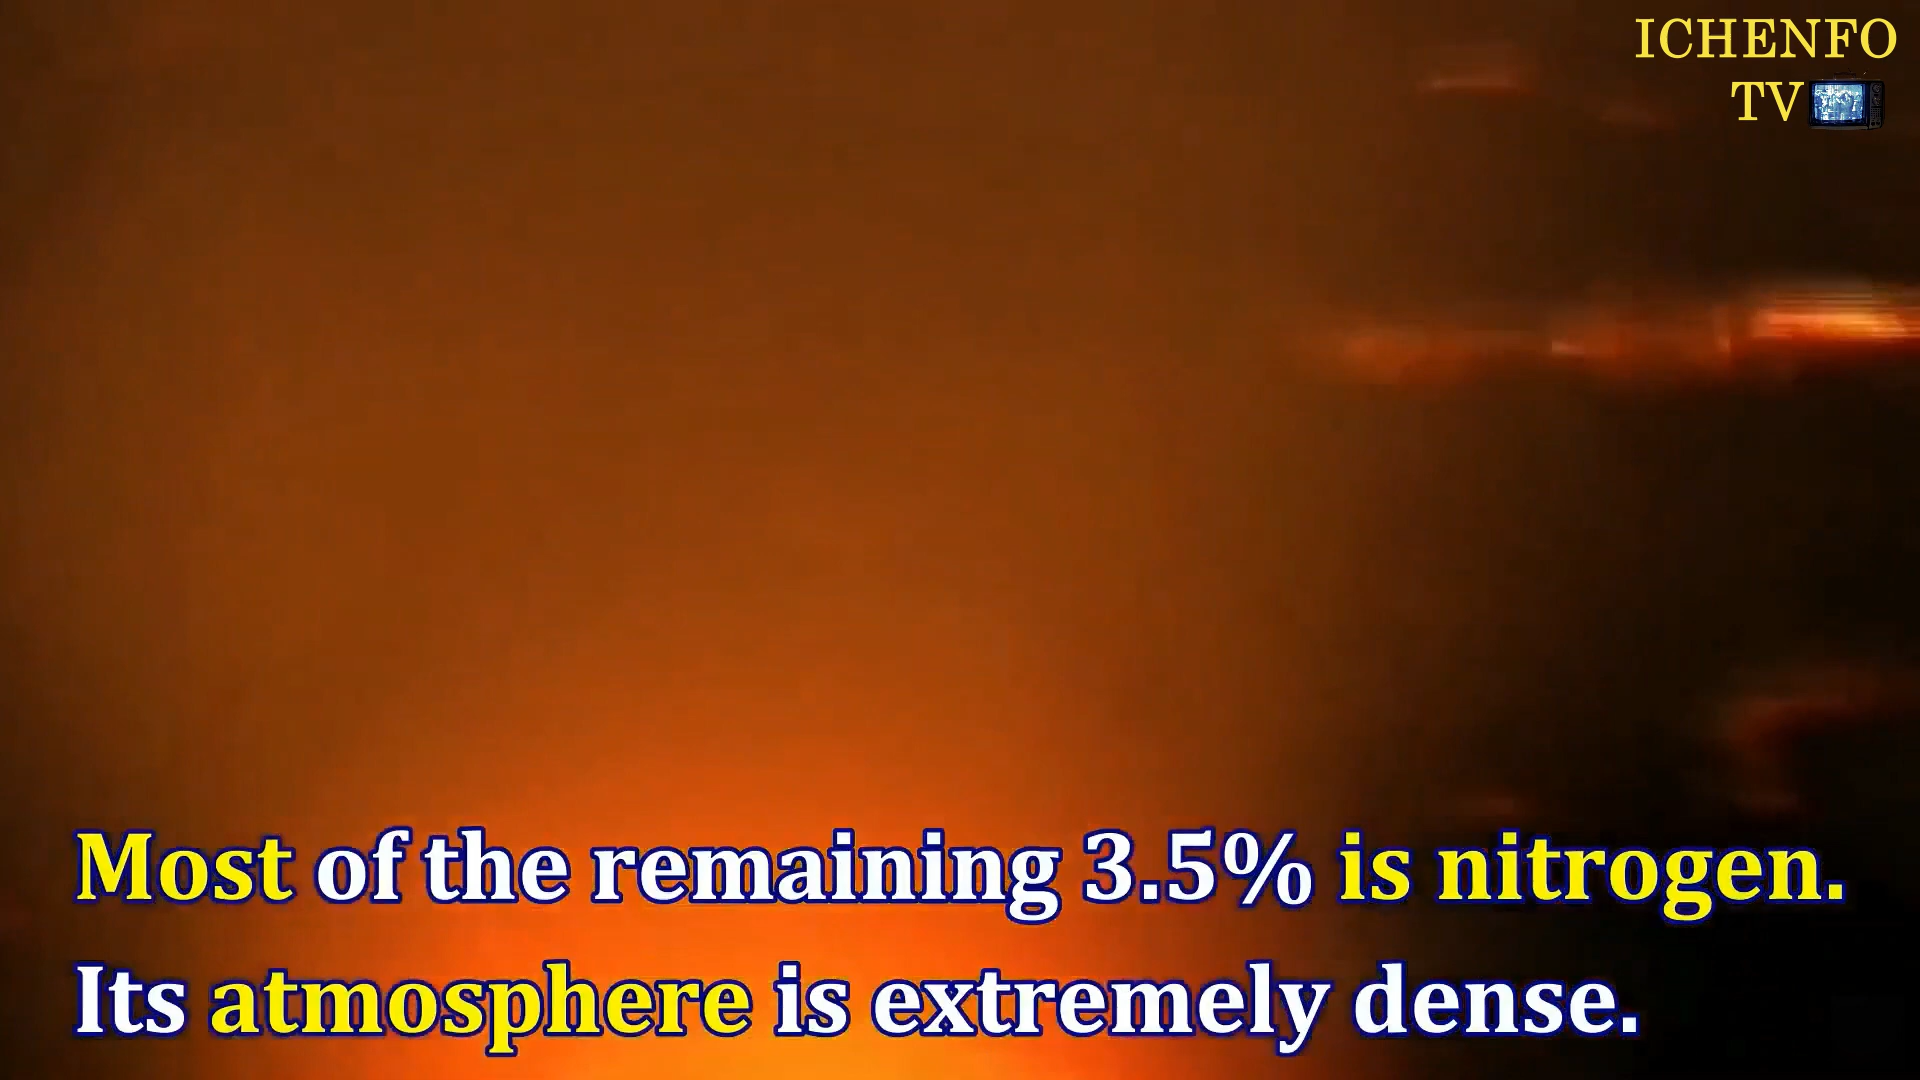 ICHENFO
TV
Most of the remaining 3.5% is nitrogen.
Its atmosphere is extremely dense.